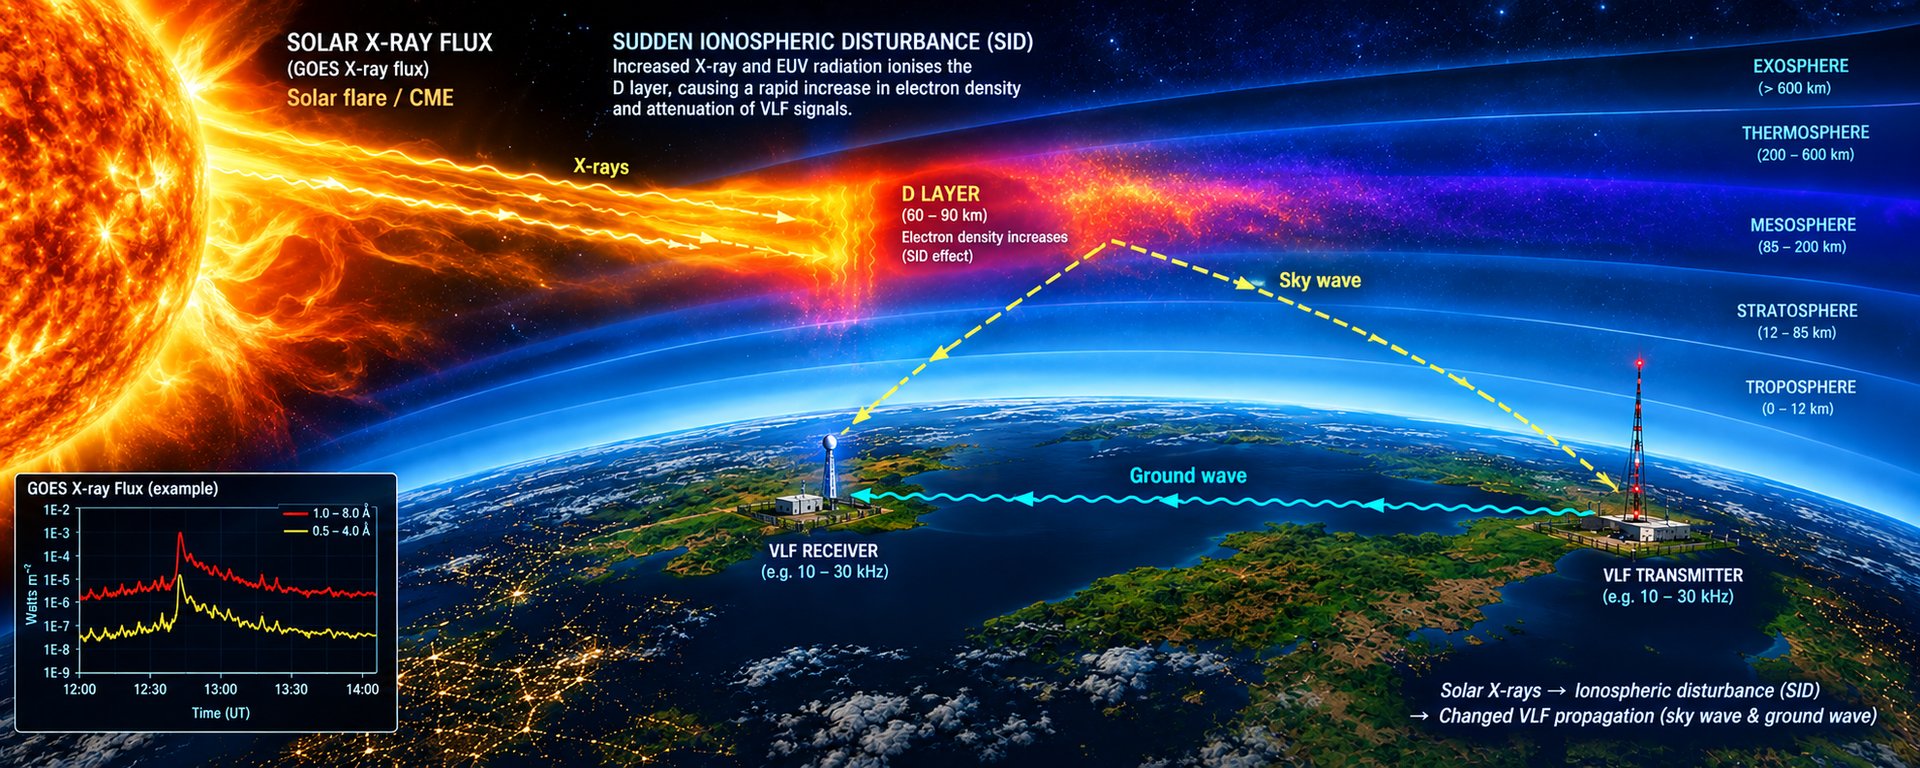 SOLAR X-RAY FLUX
(GOES X-ray flux)
Solar flare / CME
SUDDEN IONOSPHERIC DISTURBANCE (SID)
Increased X-ray and EUV radiation ionises the
D layer, causing a rapid increase in electron density
and attenuation of VLF signals.
X-rays
D LAYER
(60 – 90 km)
Electron density increases
(SID effect)
Sky wave
EXOSPHERE
(> 600 km)
THERMOSPHERE
(200 – 600 km)
MESOSPHERE
(85 – 200 km)
STRATOSPHERE
(12 – 85 km)
TROPOSPHERE
(0 – 12 km)
Ground wave
VLF RECEIVER
(e.g. 10 – 30 kHz)
VLF TRANSMITTER
(e.g. 10 – 30 kHz)
GOES X-ray Flux (example)
1.0 – 8.0 Å
0.5 – 4.0 Å
Watts m⁻²
1E-2
1E-3
1E-4
1E-5
1E-6
1E-7
1E-8
1E-9
12:00 12:30 13:00 13:30 14:00
Time (UT)
Solar X-rays → Ionospheric disturbance (SID)
→ Changed VLF propagation (sky wave & ground wave)